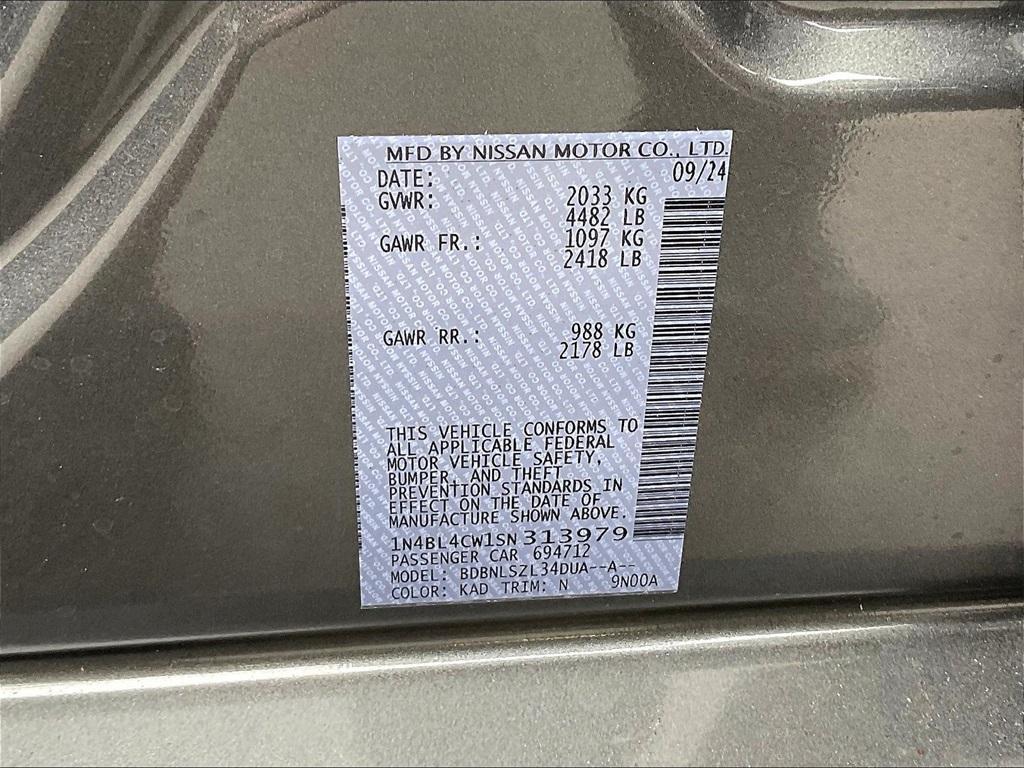 MFD BY NISSAN MOTOR CO., LTD.
DATE: 09/24
GVWR: 2033 KG
4482 LB
GAWR FR.: 1097 KG
2418 LB
GAWR RR.: 988 KG
2178 LB
THIS VEHICLE CONFORMS TO
ALL APPLICABLE FEDERAL
MOTOR VEHICLE SAFETY,
BUMPER, AND THEFT
PREVENTION STANDARDS IN
EFFECT ON THE DATE OF
MANUFACTURE SHOWN ABOVE.
1N4BL4CW1SN313979
PASSENGER CAR 694712
MODEL: BDBNLSZL34DUA--A--
COLOR: KAD TRIM: N 9N00A